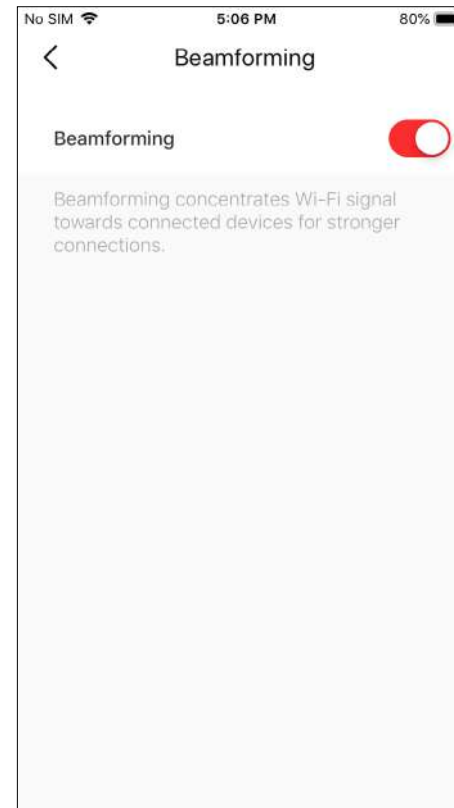 No SIM 5:06 PM 80%
Beamforming
Beamforming
Beamforming concentrates Wi-Fi signal
towards connected devices for stronger
connections.